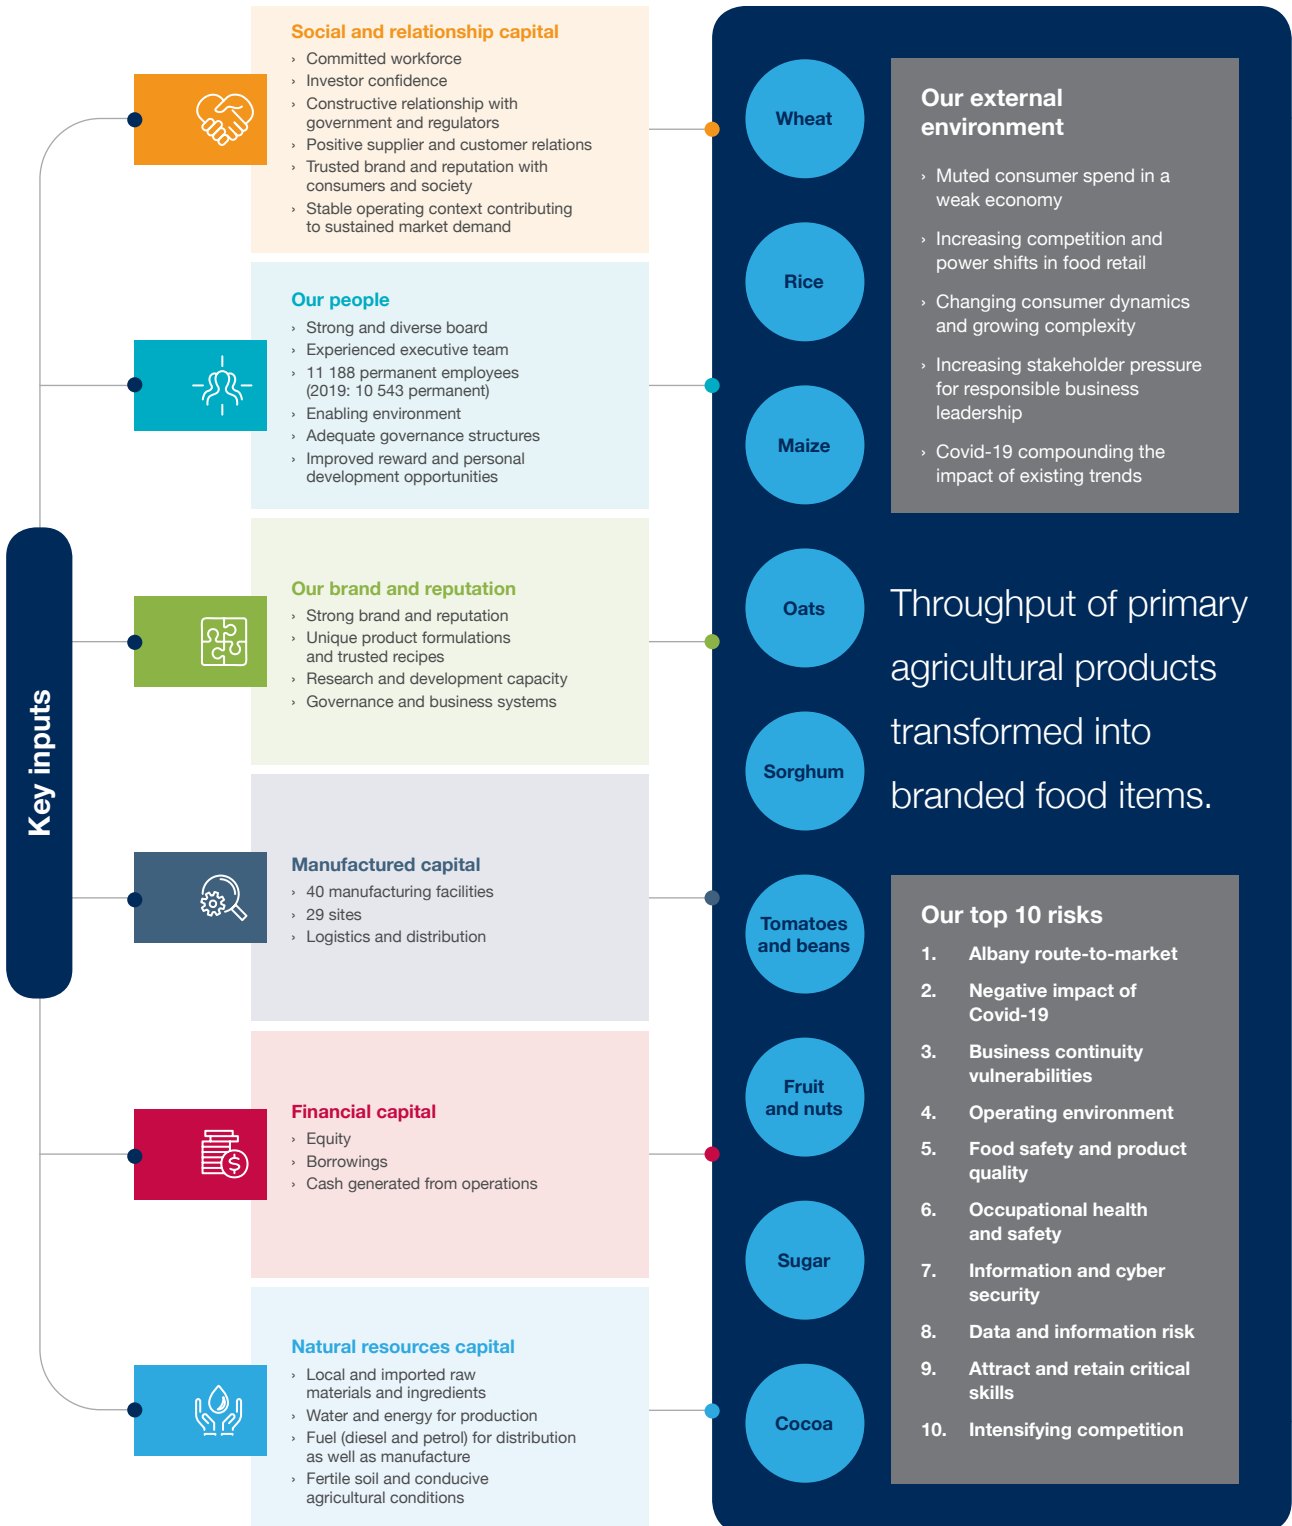 Key inputs
Social and relationship capital
› Committed workforce
› Investor confidence
› Constructive relationship with
government and regulators
› Positive supplier and customer relations
› Trusted brand and reputation with
consumers and society
› Stable operating context contributing
to sustained market demand
Our people
› Strong and diverse board
› Experienced executive team
› 11 188 permanent employees
(2019: 10 543 permanent)
› Enabling environment
› Adequate governance structures
› Improved reward and personal
development opportunities
Our brand and reputation
› Strong brand and reputation
› Unique product formulations
and trusted recipes
› Research and development capacity
› Governance and business systems
Manufactured capital
› 40 manufacturing facilities
› 29 sites
› Logistics and distribution
Financial capital
› Equity
› Borrowings
› Cash generated from operations
Natural resources capital
› Local and imported raw
materials and ingredients
› Water and energy for production
› Fuel (diesel and petrol) for distribution
as well as manufacture
› Fertile soil and conducive
agricultural conditions
Wheat
Rice
Maize
Oats
Sorghum
Tomatoes
and beans
Fruit
and nuts
Sugar
Cocoa
Our external
environment
› Muted consumer spend in a
weak economy
› Increasing competition and
power shifts in food retail
› Changing consumer dynamics
and growing complexity
› Increasing stakeholder pressure
for responsible business
leadership
› Covid-19 compounding the
impact of existing trends
Throughput of primary
agricultural products
transformed into
branded food items.
Our top 10 risks
1. Albany route-to-market
2. Negative impact of
Covid-19
3. Business continuity
vulnerabilities
4. Operating environment
5. Food safety and product
quality
6. Occupational health
and safety
7. Information and cyber
security
8. Data and information risk
9. Attract and retain critical
skills
10. Intensifying competition